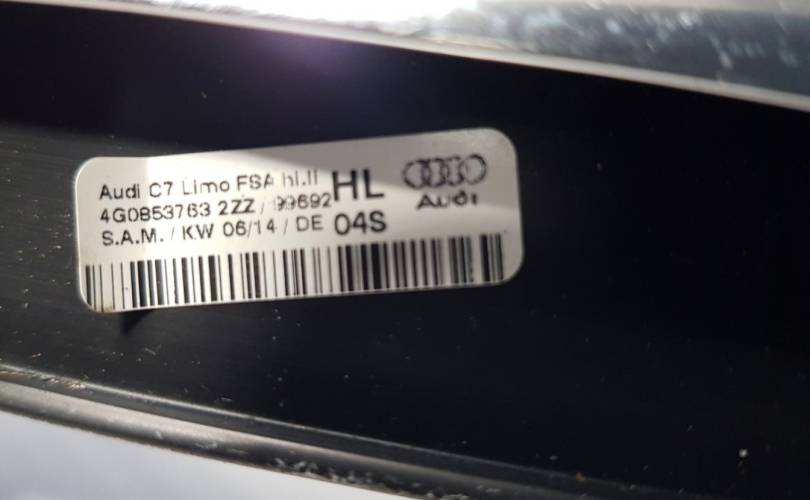 Audi C7 Limo FSA hi.li HL
4G0853763 2ZZ / 99692
S.A.M. / KW 06/14 / DE 04S
Audi